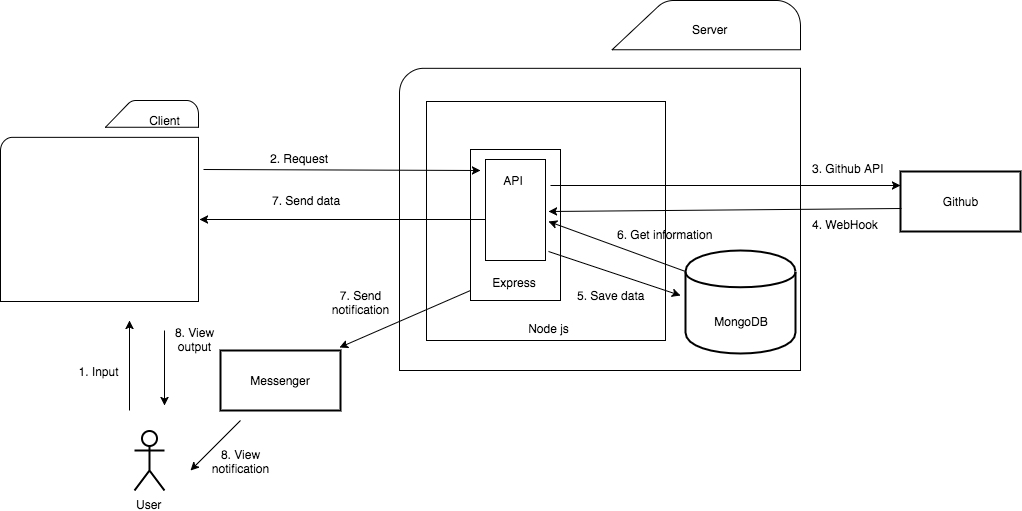 Server
Client
2. Request
API
3. Github API
7. Send data
Github
4. WebHook
6. Get information
Express
5. Save data
7. Send
notification
MongoDB
Node js
8. View
output
1. Input
Messenger
8. View
notification
User